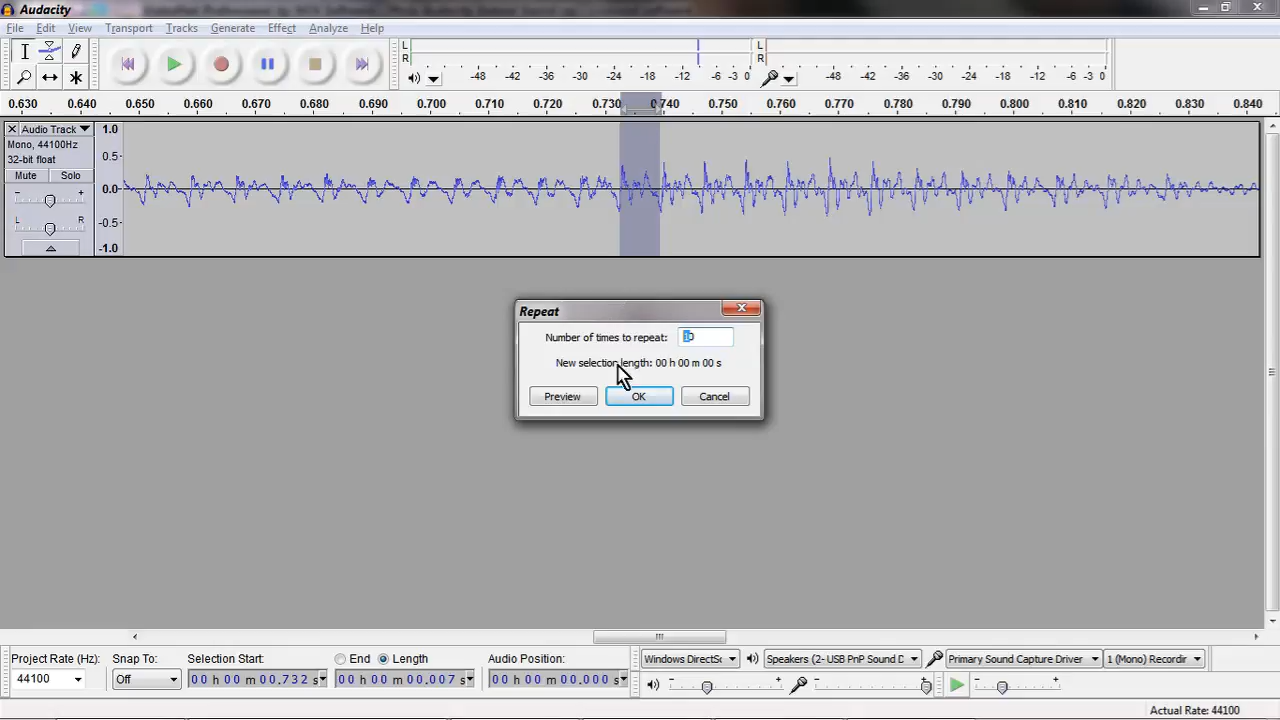 Audacity
File Edit View Transport Tracks Generate Effect Analyze Help
L
R
-48 -42 -36 -30 -24 -18 -12 -6 -3 0
L
R
-48 -42 -36 -30 -24 -18 -12 -6 -3 0
0.630 0.640 0.650 0.660 0.670 0.680 0.690 0.700 0.710 0.720 0.730 0.740 0.750 0.760 0.770 0.780 0.790 0.800 0.810 0.820 0.830 0.840
Audio Track
Mono, 44100Hz
32-bit float
Mute Solo
- +
L R
1.0
0.5
0.0
-0.5
-1.0
Repeat
Number of times to repeat: 10
New selection length: 00 h 00 m 00 s
Preview OK Cancel
Project Rate (Hz): Snap To: Selection Start: End Length Audio Position:
44100 Off 00 h 00 m 00.732 s 00 h 00 m 00.007 s 00 h 00 m 00.000 s
Windows DirectSc Speakers (2- USB PnP Sound D Primary Sound Capture Driver 1 (Mono) Recordir
- + - + - +
Actual Rate: 44100